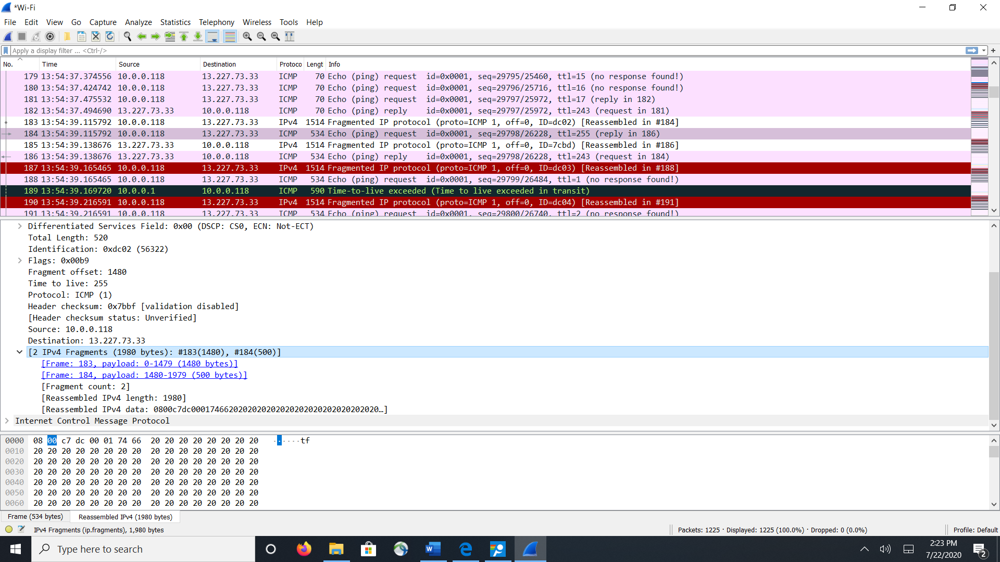 *Wi-Fi
File Edit View Go Capture Analyze Statistics Telephony Wireless Tools Help
Apply a display filter ... <Ctrl-/>
No. Time Source Destination Protoco Lengt Info
179 13:54:37.374556 10.0.0.118 13.227.73.33 ICMP 70 Echo (ping) request id=0x0001, seq=29795/25460, ttl=15 (no response found!)
180 13:54:37.424742 10.0.0.118 13.227.73.33 ICMP 70 Echo (ping) request id=0x0001, seq=29796/25716, ttl=16 (no response found!)
181 13:54:37.475532 10.0.0.118 13.227.73.33 ICMP 70 Echo (ping) request id=0x0001, seq=29797/25972, ttl=17 (reply in 182)
182 13:54:37.494690 13.227.73.33 10.0.0.118 ICMP 70 Echo (ping) reply id=0x0001, seq=29797/25972, ttl=243 (request in 181)
183 13:54:39.115792 10.0.0.118 13.227.73.33 IPv4 1514 Fragmented IP protocol (proto=ICMP 1, off=0, ID=dc02) [Reassembled in #184]
184 13:54:39.115792 10.0.0.118 13.227.73.33 ICMP 534 Echo (ping) request id=0x0001, seq=29798/26228, ttl=255 (reply in 186)
185 13:54:39.138676 13.227.73.33 10.0.0.118 IPv4 1514 Fragmented IP protocol (proto=ICMP 1, off=0, ID=7cbd) [Reassembled in #186]
186 13:54:39.138676 13.227.73.33 10.0.0.118 ICMP 534 Echo (ping) reply id=0x0001, seq=29798/26228, ttl=243 (request in 184)
187 13:54:39.165465 10.0.0.118 13.227.73.33 IPv4 1514 Fragmented IP protocol (proto=ICMP 1, off=0, ID=dc03) [Reassembled in #188]
188 13:54:39.165465 10.0.0.118 13.227.73.33 ICMP 534 Echo (ping) request id=0x0001, seq=29799/26484, ttl=1 (no response found!)
189 13:54:39.169720 10.0.0.1 10.0.0.118 ICMP 590 Time-to-live exceeded (Time to live exceeded in transit)
190 13:54:39.216591 10.0.0.118 13.227.73.33 IPv4 1514 Fragmented IP protocol (proto=ICMP 1, off=0, ID=dc04) [Reassembled in #191]
191 13:54:39.216591 10.0.0.118 13.227.73.33 ICMP 534 Echo (ping) request id=0x0001, seq=29800/26740, ttl=2 (no response found!)
Differentiated Services Field: 0x00 (DSCP: CS0, ECN: Not-ECT)
Total Length: 520
Identification: 0xdc02 (56322)
Flags: 0x00b9
Fragment offset: 1480
Time to live: 255
Protocol: ICMP (1)
Header checksum: 0x7bbf [validation disabled]
[Header checksum status: Unverified]
Source: 10.0.0.118
Destination: 13.227.73.33
[2 IPv4 Fragments (1980 bytes): #183(1480), #184(500)]
[Frame: 183, payload: 0-1479 (1480 bytes)]
[Frame: 184, payload: 1480-1979 (500 bytes)]
[Fragment count: 2]
[Reassembled IPv4 length: 1980]
[Reassembled IPv4 data: 0800c7dc0001746620202020202020202020202020202020…]
Internet Control Message Protocol
0000 08 00 c7 dc 00 01 74 66 20 20 20 20 20 20 20 20 ······tf
0010 20 20 20 20 20 20 20 20 20 20 20 20 20 20 20 20
0020 20 20 20 20 20 20 20 20 20 20 20 20 20 20 20 20
0030 20 20 20 20 20 20 20 20 20 20 20 20 20 20 20 20
0040 20 20 20 20 20 20 20 20 20 20 20 20 20 20 20 20
0050 20 20 20 20 20 20 20 20 20 20 20 20 20 20 20 20
0060 20 20 20 20 20 20 20 20 20 20 20 20 20 20 20 20
Frame (534 bytes) Reassembled IPv4 (1980 bytes)
IPv4 Fragments (ip.fragments), 1,980 bytes Packets: 1225 · Displayed: 1225 (100.0%) · Dropped: 0 (0.0%) Profile: Default
Type here to search
2:23 PM
7/22/2020
2